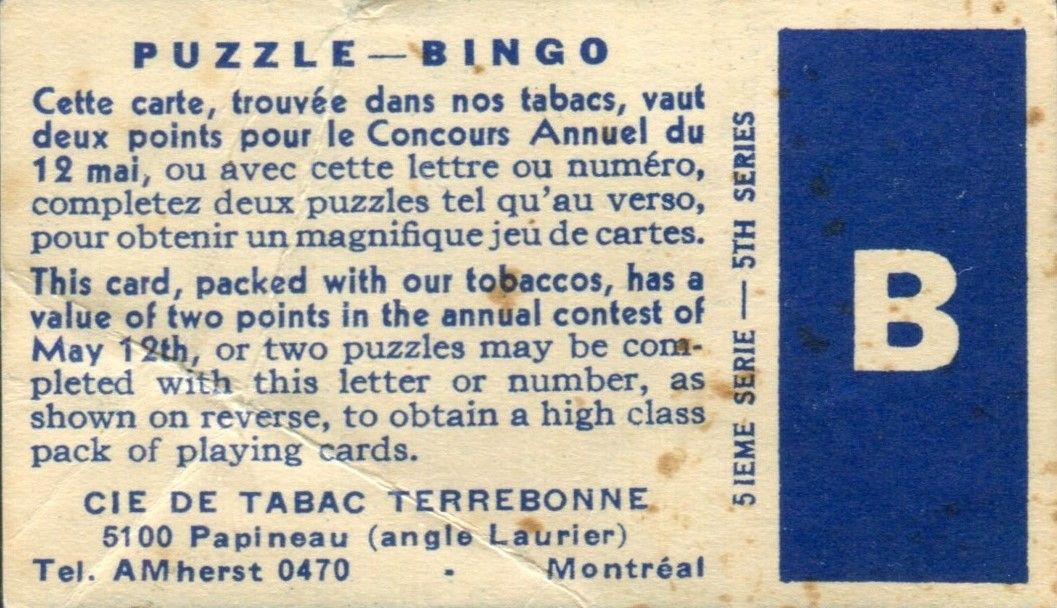 PUZZLE — BINGO
Cette carte, trouvée dans nos tabacs, vaut
deux points pour le Concours Annuel du
12 mai, ou avec cette lettre ou numéro,
completez deux puzzles tel qu'au verso,
pour obtenir un magnifique jeu de cartes.
This card, packed with our tobaccos, has a
value of two points in the annual contest of
May 12th, or two puzzles may be com-
pleted with this letter or number, as
shown on reverse, to obtain a high class
pack of playing cards.
CIE DE TABAC TERREBONNE
5100 Papineau (angle Laurier)
Tel. AMherst 0470 - Montréal
5IEME SERIE — 5TH SERIES
B